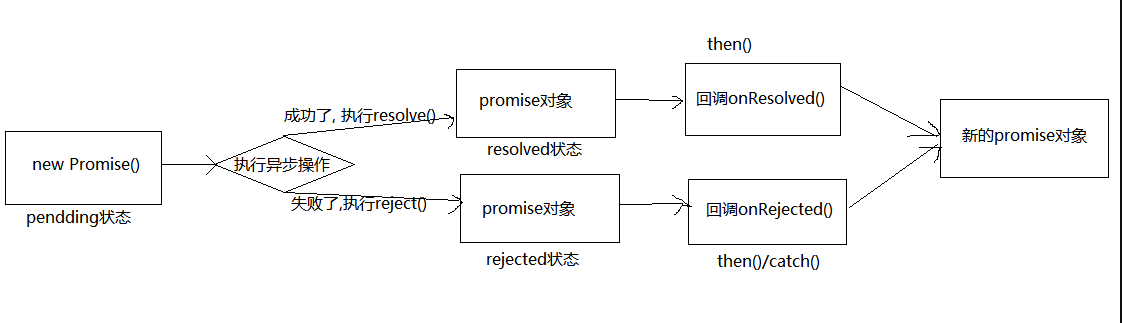 new Promise()
pendding状态
执行异步操作
成功了, 执行resolve()
promise对象
resolved状态
then()
回调onResolved()
失败了,执行reject()
promise对象
rejected状态
回调onRejected()
then()/catch()
新的promise对象